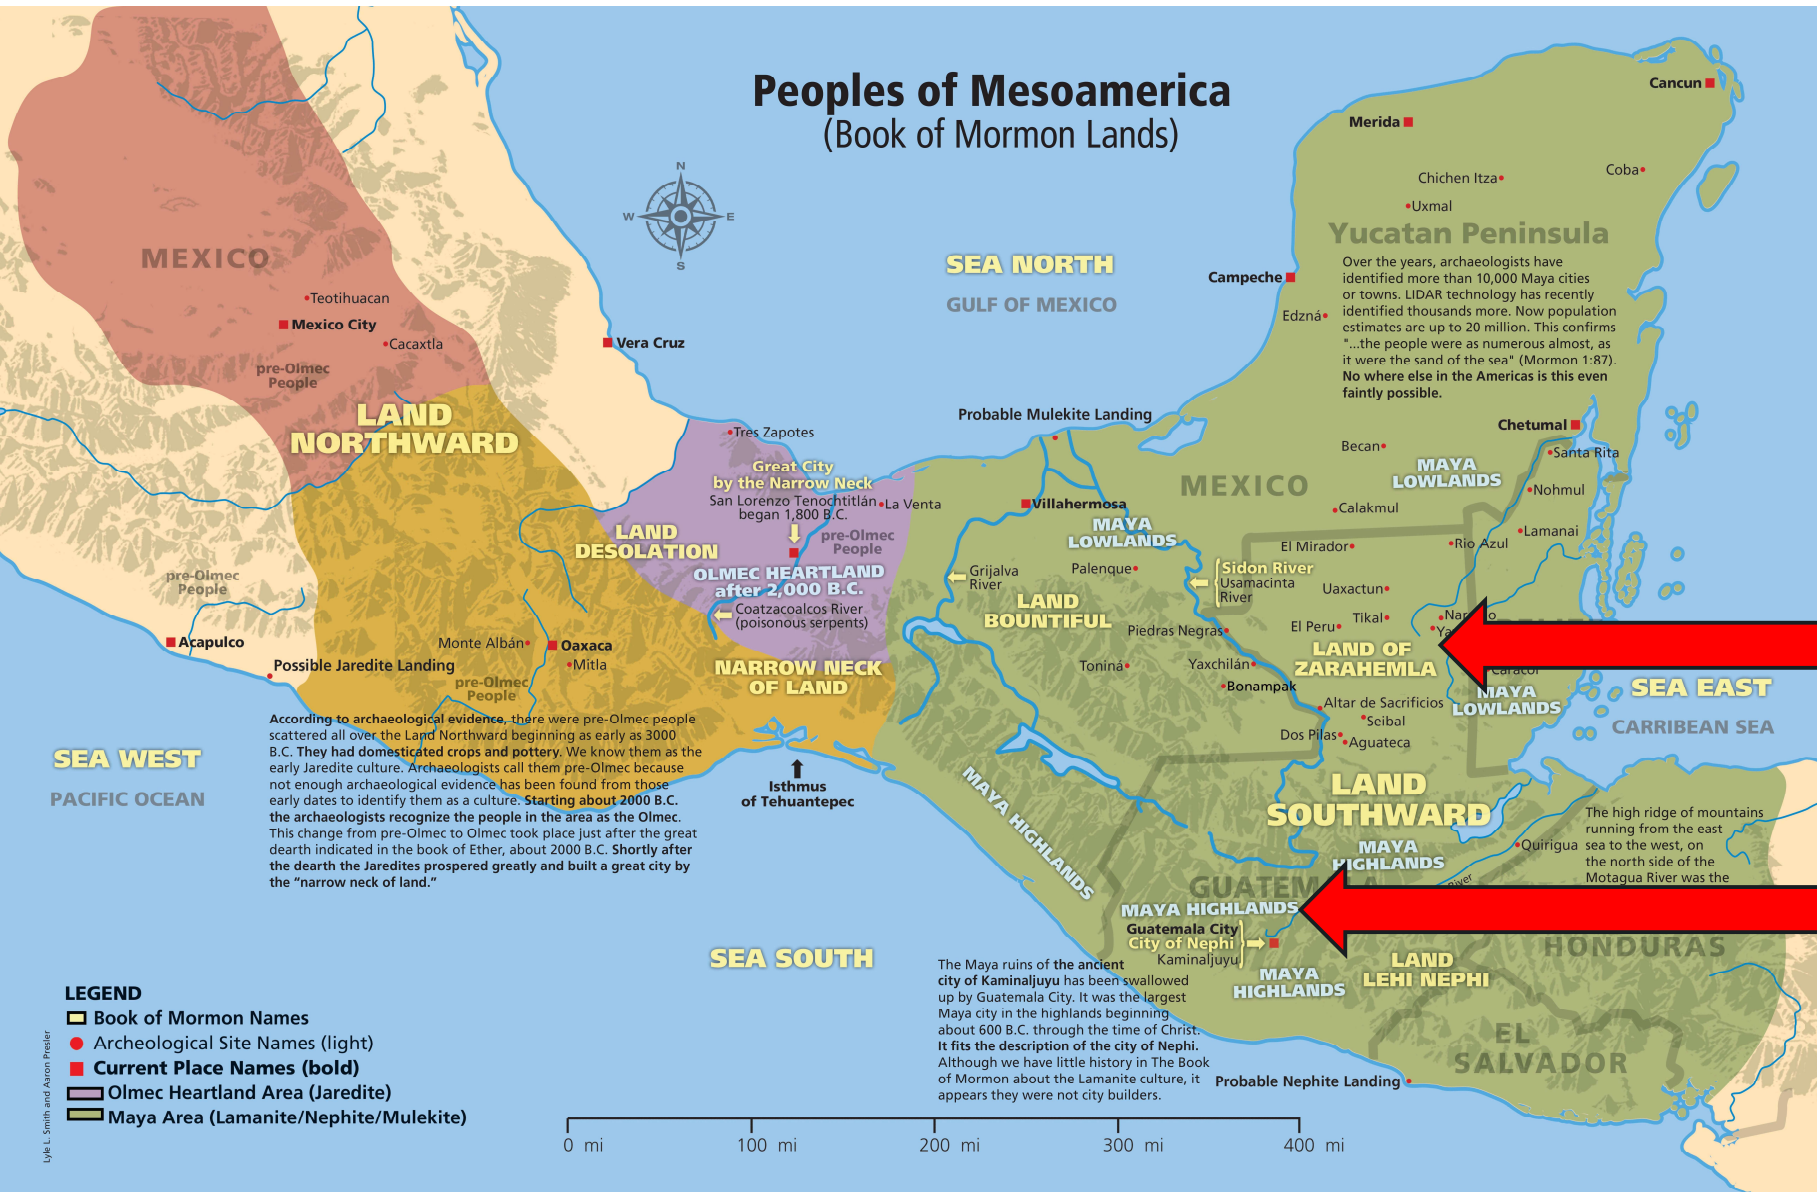 Peoples of Mesoamerica
(Book of Mormon Lands)
N
W
E
S
Cancun
Merida
Chichen Itza
Coba
Uxmal
Yucatan Peninsula
Over the years, archaeologists have
identified more than 10,000 Maya cities
or towns. LIDAR technology has recently
identified thousands more. Now population
estimates are up to 20 million. This confirms
"...the people were as numerous almost, as
it were the sand of the sea" (Mormon 1:87).
No where else in the Americas is this even
faintly possible.
SEA NORTH
GULF OF MEXICO
Campeche
Edzná
MEXICO
Teotihuacan
Mexico City
Cacaxtla
pre-Olmec
People
Vera Cruz
LAND
NORTHWARD
Probable Mulekite Landing
Chetumal
Becan
Santa Rita
MAYA
LOWLANDS
Nohmul
MEXICO
Calakmul
Lamanai
Rio Azul
El Mirador
Tres Zapotes
Great City
by the Narrow Neck
San Lorenzo Tenochtitlán
began 1,800 B.C.
La Venta
pre-Olmec
People
LAND
DESOLATION
OLMEC HEARTLAND
after 2,000 B.C.
Coatzacoalcos River
(poisonous serpents)
Villahermosa
MAYA
LOWLANDS
Grijalva
River
Palenque
Sidon River
Usamacinta
River
Uaxactun
Tikal
El Peru
LAND
BOUNTIFUL
Piedras Negras
LAND OF
ZARAHEMLA
Toniná
Yaxchilán
Bonampak
Caracol
MAYA
LOWLANDS
Altar de Sacrificios
Seibal
Dos Pilas
Aguateca
SEA EAST
CARRIBEAN SEA
pre-Olmec
People
Acapulco
Possible Jaredite Landing
Monte Albán
Oaxaca
Mitla
pre-Olmec
People
NARROW NECK
OF LAND
According to archaeological evidence, there were pre-Olmec people
scattered all over the Land Northward beginning as early as 3000
B.C. They had domesticated crops and pottery. We know them as the
early Jaredite culture. Archaeologists call them pre-Olmec because
not enough archaeological evidence has been found from those
early dates to identify them as a culture. Starting about 2000 B.C.
the archaeologists recognize the people in the area as the Olmec.
This change from pre-Olmec to Olmec took place just after the great
dearth indicated in the book of Ether, about 2000 B.C. Shortly after
the dearth the Jaredites prospered greatly and built a great city by
the “narrow neck of land.”
SEA WEST
PACIFIC OCEAN
Isthmus
of Tehuantepec
MAYA HIGHLANDS
LAND
SOUTHWARD
The high ridge of mountains
running from the east
sea to the west, on
the north side of the
Motagua River was the
Quirigua
MAYA
HIGHLANDS
River
GUATEMALA
MAYA HIGHLANDS
Guatemala City
City of Nephi
Kaminaljuyu
MAYA
HIGHLANDS
LAND
LEHI NEPHI
HONDURAS
EL
SALVADOR
SEA SOUTH
The Maya ruins of the ancient
city of Kaminaljuyu has been swallowed
up by Guatemala City. It was the largest
Maya city in the highlands beginning
about 600 B.C. through the time of Christ.
It fits the description of the city of Nephi.
Although we have little history in The Book
of Mormon about the Lamanite culture, it
appears they were not city builders.
Probable Nephite Landing
LEGEND
Book of Mormon Names
Archeological Site Names (light)
Current Place Names (bold)
Olmec Heartland Area (Jaredite)
Maya Area (Lamanite/Nephite/Mulekite)
Lyle L. Smith and Aaron Presler
0 mi
100 mi
200 mi
300 mi
400 mi